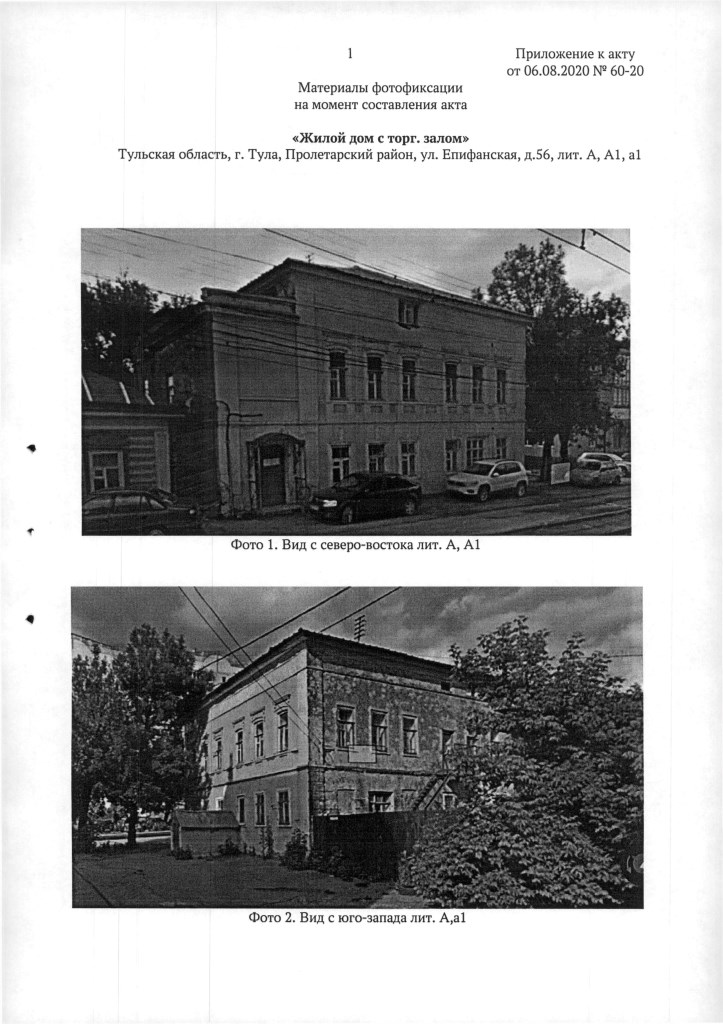 1
Приложение к акту
от 06.08.2020 № 60-20
Материалы фотофиксации
на момент составления акта
«Жилой дом с торг. залом»
Тульская область, г. Тула, Пролетарский район, ул. Епифанская, д.56, лит. А, А1, а1
Фото 1. Вид с северо-востока лит. А, А1
Фото 2. Вид с юго-запада лит. А,а1